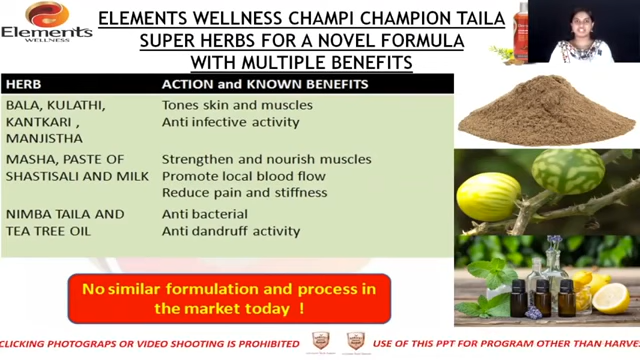 Elements
WELLNESS
ELEMENTS WELLNESS CHAMPI CHAMPION TAILA
SUPER HERBS FOR A NOVEL FORMULA
WITH MULTIPLE BENEFITS
HERB ACTION and KNOWN BENEFITS
BALA, KULATHI, Tones skin and muscles
KANTKARI , Anti infective activity
MANJISTHA
MASHA, PASTE OF Strengthen and nourish muscles
SHASTISALI AND MILK Promote local blood flow
Reduce pain and stiffness
NIMBA TAILA AND Anti bacterial
TEA TREE OIL Anti dandruff activity
No similar formulation and process in
the market today !
CLICKING PHOTOGRAPS OR VIDEO SHOOTING IS PROHIBITED USE OF THIS PPT FOR PROGRAM OTHER THAN HARVE